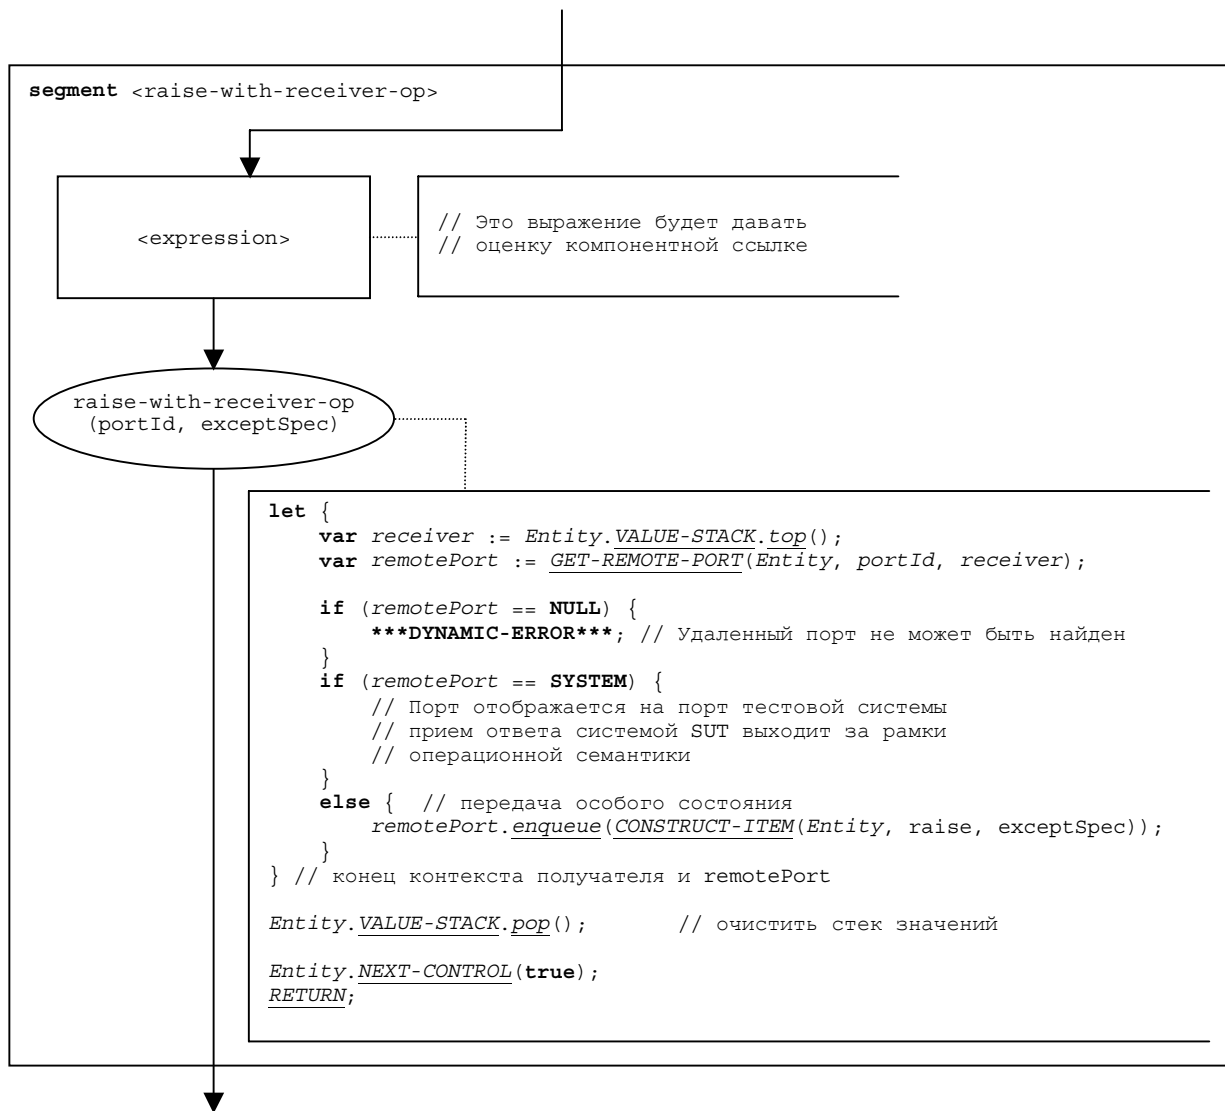 segment <raise-with-receiver-op>
<expression>
// Это выражение будет давать
// оценку компонентной ссылке
raise-with-receiver-op
(portId, exceptSpec)
let {
var receiver := Entity.VALUE-STACK.top();
var remotePort := GET-REMOTE-PORT(Entity, portId, receiver);
if (remotePort == NULL) {
***DYNAMIC-ERROR***; // Удаленный порт не может быть найден
}
if (remotePort == SYSTEM) {
// Порт отображается на порт тестовой системы
// прием ответа системой SUT выходит за рамки
// операционной семантики
}
else { // передача особого состояния
remotePort.enqueue(CONSTRUCT-ITEM(Entity, raise, exceptSpec));
}
} // конец контекста получателя и remotePort
Entity.VALUE-STACK.pop(); // очистить стек значений
Entity.NEXT-CONTROL(true);
RETURN;